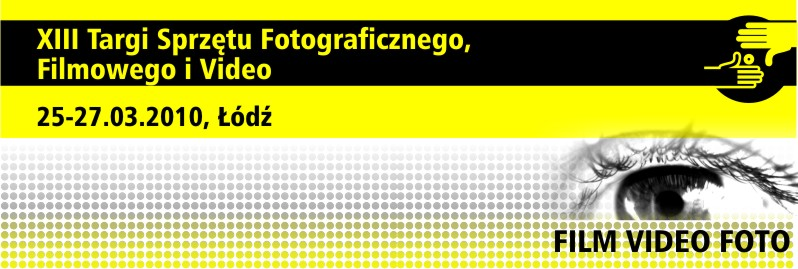 XIII Targi Sprzętu Fotograficznego,
Filmowego i Video
25-27.03.2010, Łódź
FILM VIDEO FOTO